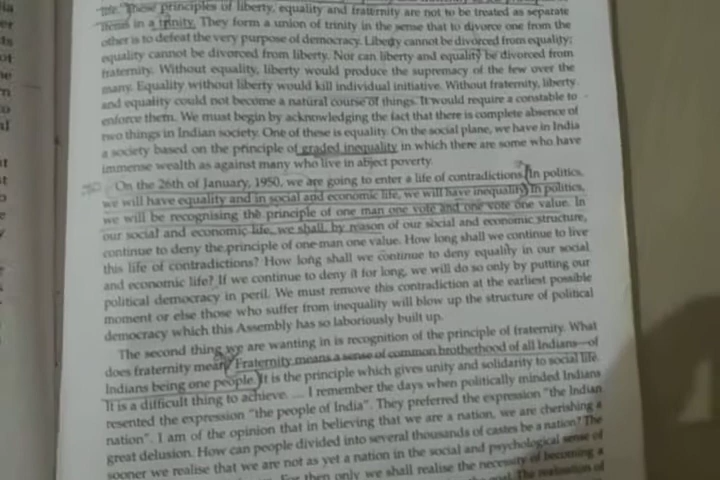 life. These principles of liberty, equality and fraternity are not to be treated as separate
items in a trinity. They form a union of trinity in the sense that to divorce one from the
other is to defeat the very purpose of democracy. Liberty cannot be divorced from equality;
equality cannot be divorced from liberty. Nor can liberty and equality be divorced from
fraternity. Without equality, liberty would produce the supremacy of the few over the
many. Equality without liberty would kill individual initiative. Without fraternity, liberty
and equality could not become a natural course of things. It would require a constable to
enforce them. We must begin by acknowledging the fact that there is complete absence of
two things in Indian society. One of these is equality. On the social plane, we have in India
a society based on the principle of graded inequality in which there are some who have
immense wealth as against many who live in abject poverty.
On the 26th of January, 1950, we are going to enter a life of contradictions. In politics,
we will have equality and in social and economic life, we will have inequality. In politics,
we will be recognising the principle of one man one vote and one vote one value. In
our social and economic life, we shall, by reason of our social and economic structure,
continue to deny the principle of one man one value. How long shall we continue to live
this life of contradictions? How long shall we continue to deny equality in our social
and economic life? If we continue to deny it for long, we will do so only by putting our
political democracy in peril. We must remove this contradiction at the earliest possible
moment or else those who suffer from inequality will blow up the structure of political
democracy which this Assembly has so laboriously built up.
The second thing we are wanting in is recognition of the principle of fraternity. What
does fraternity mean? Fraternity means a sense of common brotherhood of all Indians—of
Indians being one people. It is the principle which gives unity and solidarity to social life.
It is a difficult thing to achieve. .... I remember the days when politically minded Indians
resented the expression "the people of India". They preferred the expression "the Indian
nation". I am of the opinion that in believing that we are a nation, we are cherishing a
great delusion. How can people divided into several thousands of castes be a nation? The
sooner we realise that we are not as yet a nation in the social and psychological sense of
For then only we shall realise the necessity of becoming a
The realisation of